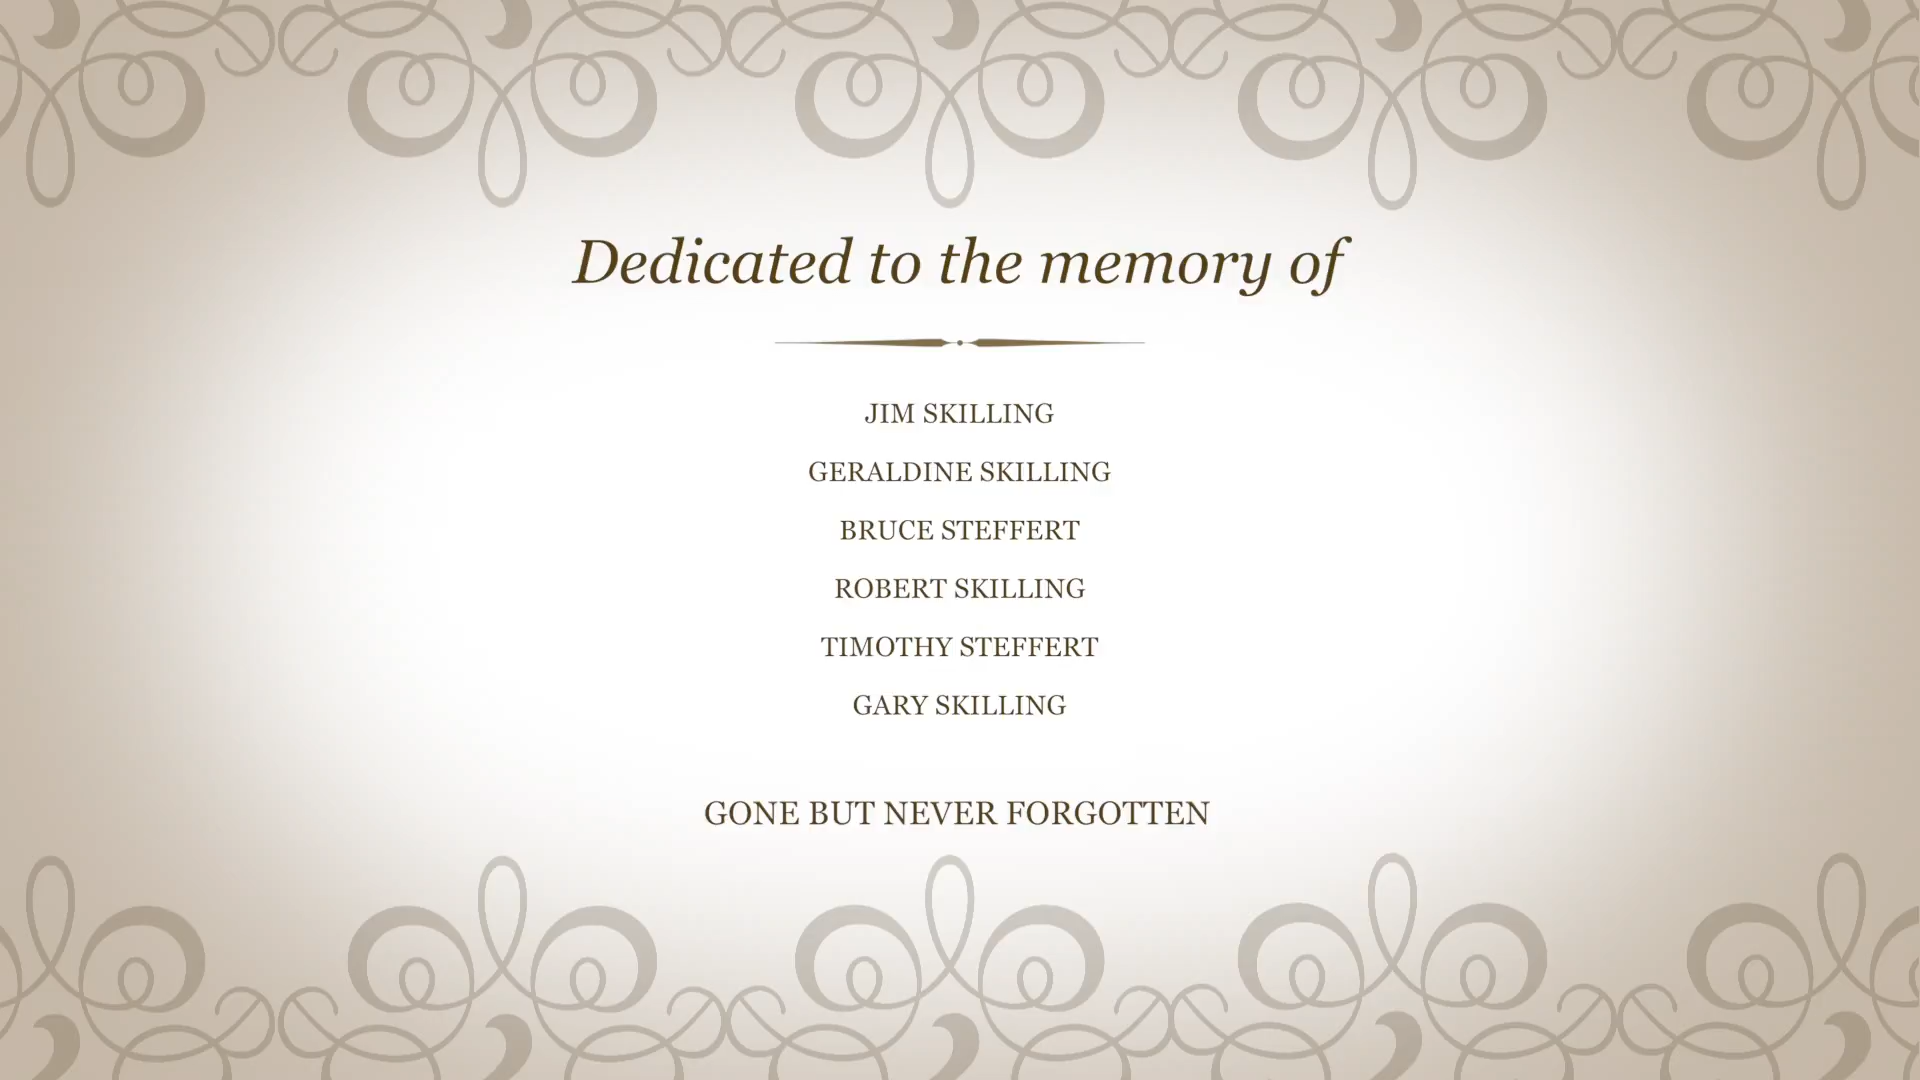 Dedicated to the memory of
JIM SKILLING
GERALDINE SKILLING
BRUCE STEFFERT
ROBERT SKILLING
TIMOTHY STEFFERT
GARY SKILLING
GONE BUT NEVER FORGOTTEN